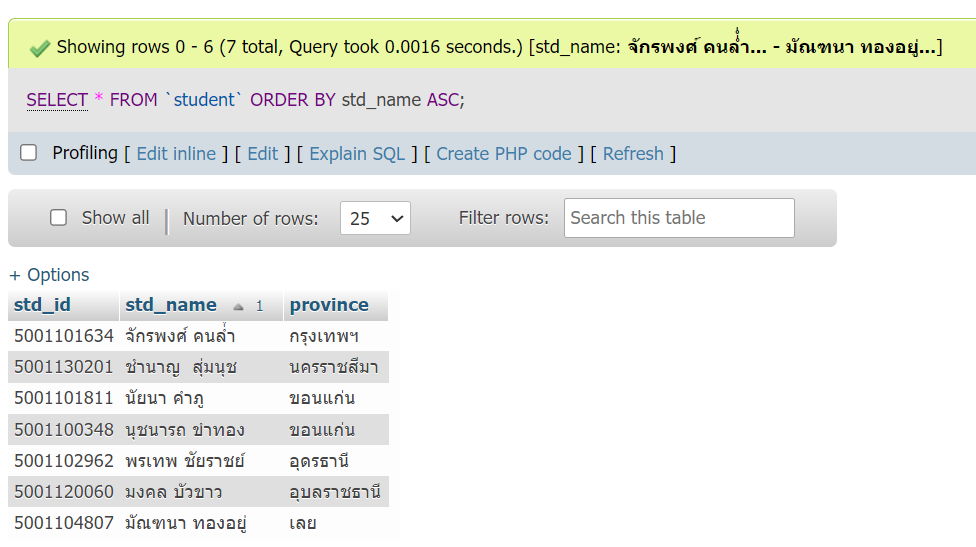 Showing rows 0 - 6 (7 total, Query took 0.0016 seconds.) [std_name: จักรพงศ์ คนล่ำ่... - มัณฑนา ทองอยู่...]
SELECT * FROM `student` ORDER BY std_name ASC;
Profiling [ Edit inline ] [ Edit ] [ Explain SQL ] [ Create PHP code ] [ Refresh ]
Show all | Number of rows: 25 Filter rows: Search this table
+ Options
std_id std_name 1 province
5001101634 จักรพงศ์ คนล่ำ่ กรุงเทพฯ
5001130201 ชำนาญ  สุ่มนุช นครราชสีมา
5001101811 นัยนา คำภู ขอนแก่น
5001100348 นุชนารถ ขำทอง ขอนแก่น
5001102962 พรเทพ ชัยราชย์ อุดรธานี
5001120060 มงคล บัวขาว อุบลราชธานี
5001104807 มัณฑนา ทองอยู่ เลย